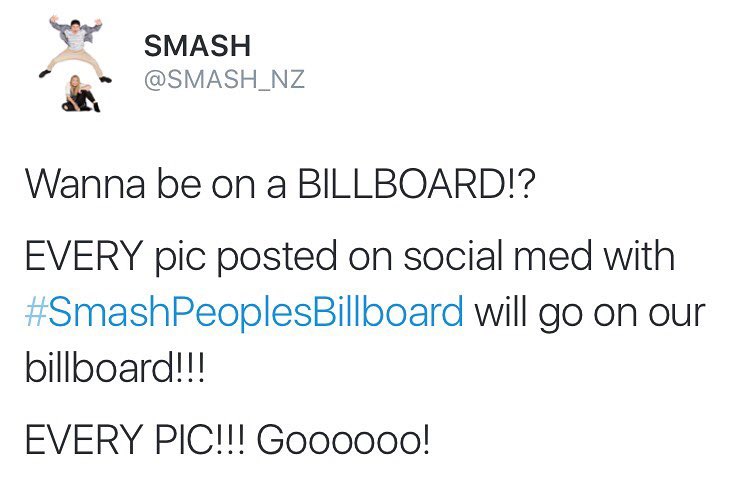 SMASH
@SMASH_NZ
Wanna be on a BILLBOARD!?
EVERY pic posted on social med with
#SmashPeoplesBillboard will go on our
billboard!!!
EVERY PIC!!! Goooooo!